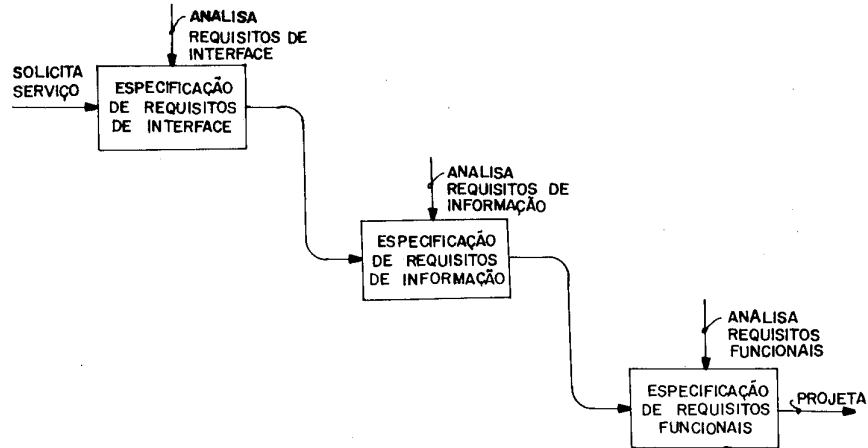 ANALISA
REQUISITOS DE
INTERFACE
SOLICITA
SERVIÇO
ESPECIFICAÇÃO
DE REQUISITOS
DE INTERFACE
ANALISA
REQUISITOS DE
INFORMAÇÃO
ESPECIFICAÇÃO
DE REQUISITOS
DE INFORMAÇÃO
ANALISA
REQUISITOS
FUNCIONAIS
ESPECIFICAÇÃO
DE REQUISITOS
FUNCIONAIS
PROJETA